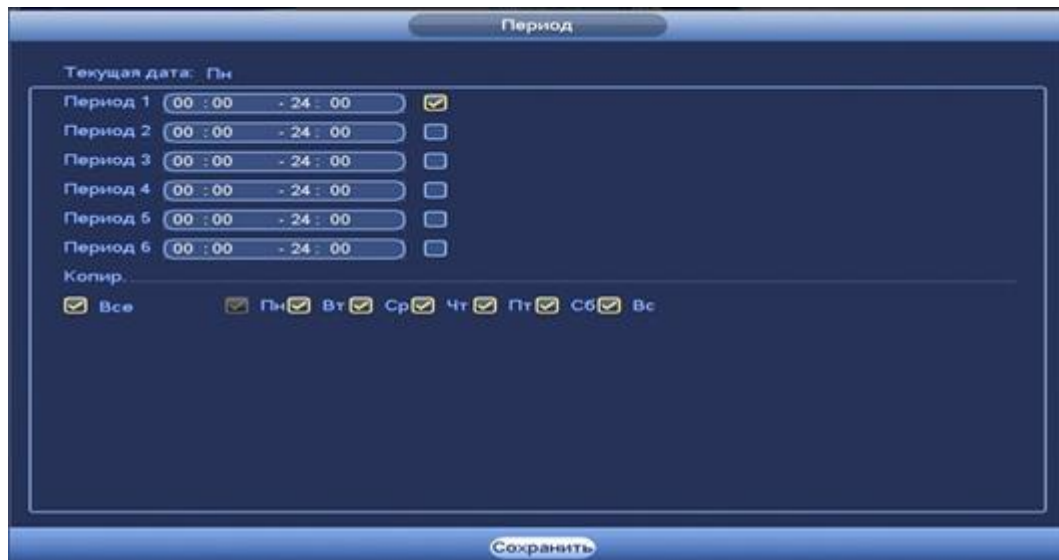 Период
Текущая дата: Пн
Период 1 00 : 00 - 24 : 00
Период 2 00 : 00 - 24 : 00
Период 3 00 : 00 - 24 : 00
Период 4 00 : 00 - 24 : 00
Период 5 00 : 00 - 24 : 00
Период 6 00 : 00 - 24 : 00
Копир.
Все Пн Вт Ср Чт Пт Сб Вс
Сохранить